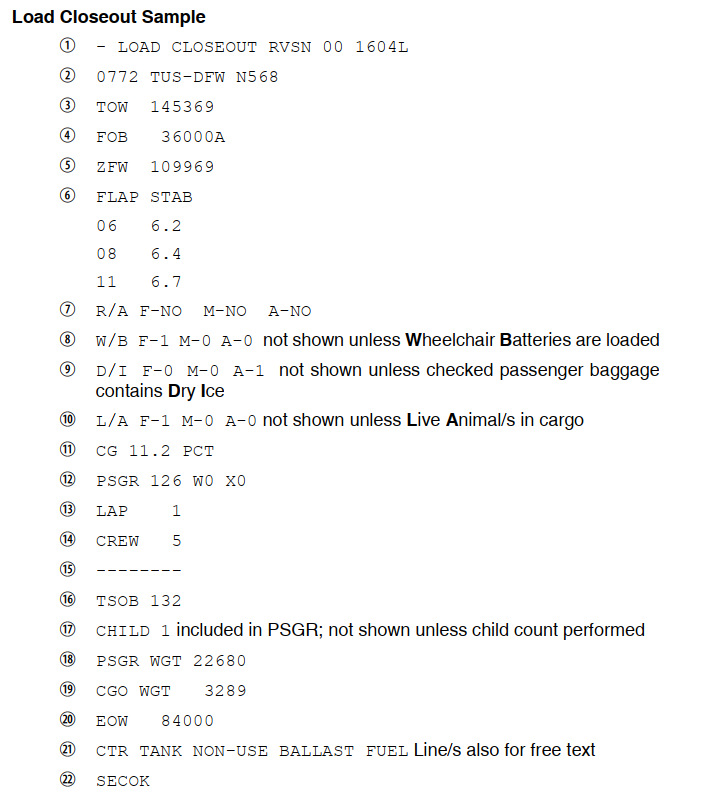 Load Closeout Sample
① - LOAD CLOSEOUT RVSN 00 1604L
② 0772 TUS-DFW N568
③ TOW 145369
④ FOB 36000A
⑤ ZFW 109969
⑥ FLAP STAB
06 6.2
08 6.4
11 6.7
⑦ R/A F-NO M-NO A-NO
⑧ W/B F-1 M-0 A-0 not shown unless Wheelchair Batteries are loaded
⑨ D/I F-0 M-0 A-1 not shown unless checked passenger baggage
contains Dry Ice
⑩ L/A F-1 M-0 A-0 not shown unless Live Animal/s in cargo
⑪ CG 11.2 PCT
⑫ PSGR 126 W0 X0
⑬ LAP 1
⑭ CREW 5
⑮ --------
⑯ TSOB 132
⑰ CHILD 1 included in PSGR; not shown unless child count performed
⑱ PSGR WGT 22680
⑲ CGO WGT 3289
⑳ EOW 84000
㉑ CTR TANK NON-USE BALLAST FUEL Line/s also for free text
㉒ SECOK